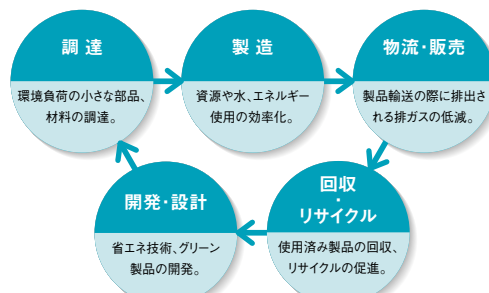 調達
環境負荷の小さな部品、
材料の調達。
製造
資源や水、エネルギー
使用の効率化。
物流・販売
製品輸送の際に排出さ
れる排ガスの低減。
開発・設計
省エネ技術、グリーン
製品の開発。
回収
・
リサイクル
使用済み製品の回収、
リサイクルの促進。